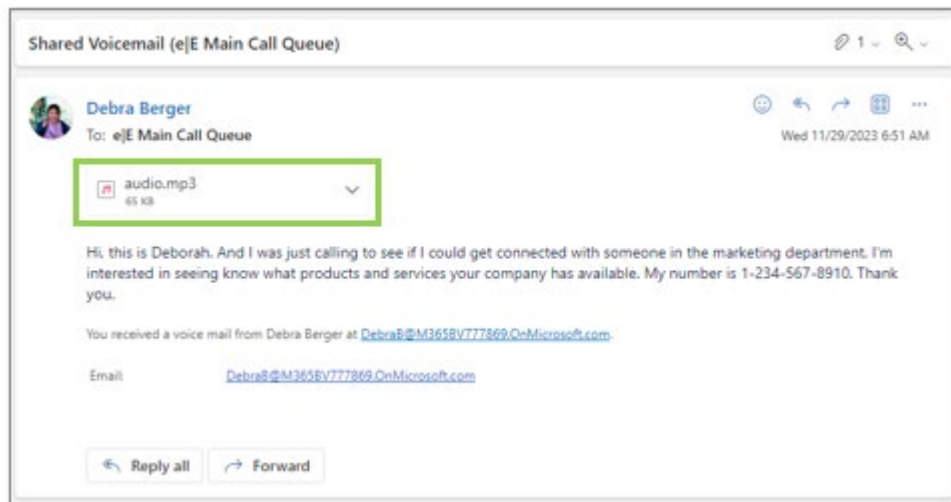 Shared Voicemail (e|E Main Call Queue)
1
Debra Berger
To: e|E Main Call Queue
Wed 11/29/2023 6:51 AM
audio.mp3
65 KB
Hi, this is Deborah. And I was just calling to see if I could get connected with someone in the marketing department. I'm
interested in seeing know what products and services your company has available. My number is 1-234-567-8910. Thank
you.
You received a voice mail from Debra Berger at DebraB@M365BV777869.OnMicrosoft.com.
Email: DebraB@M365BV777869.OnMicrosoft.com
Reply all Forward